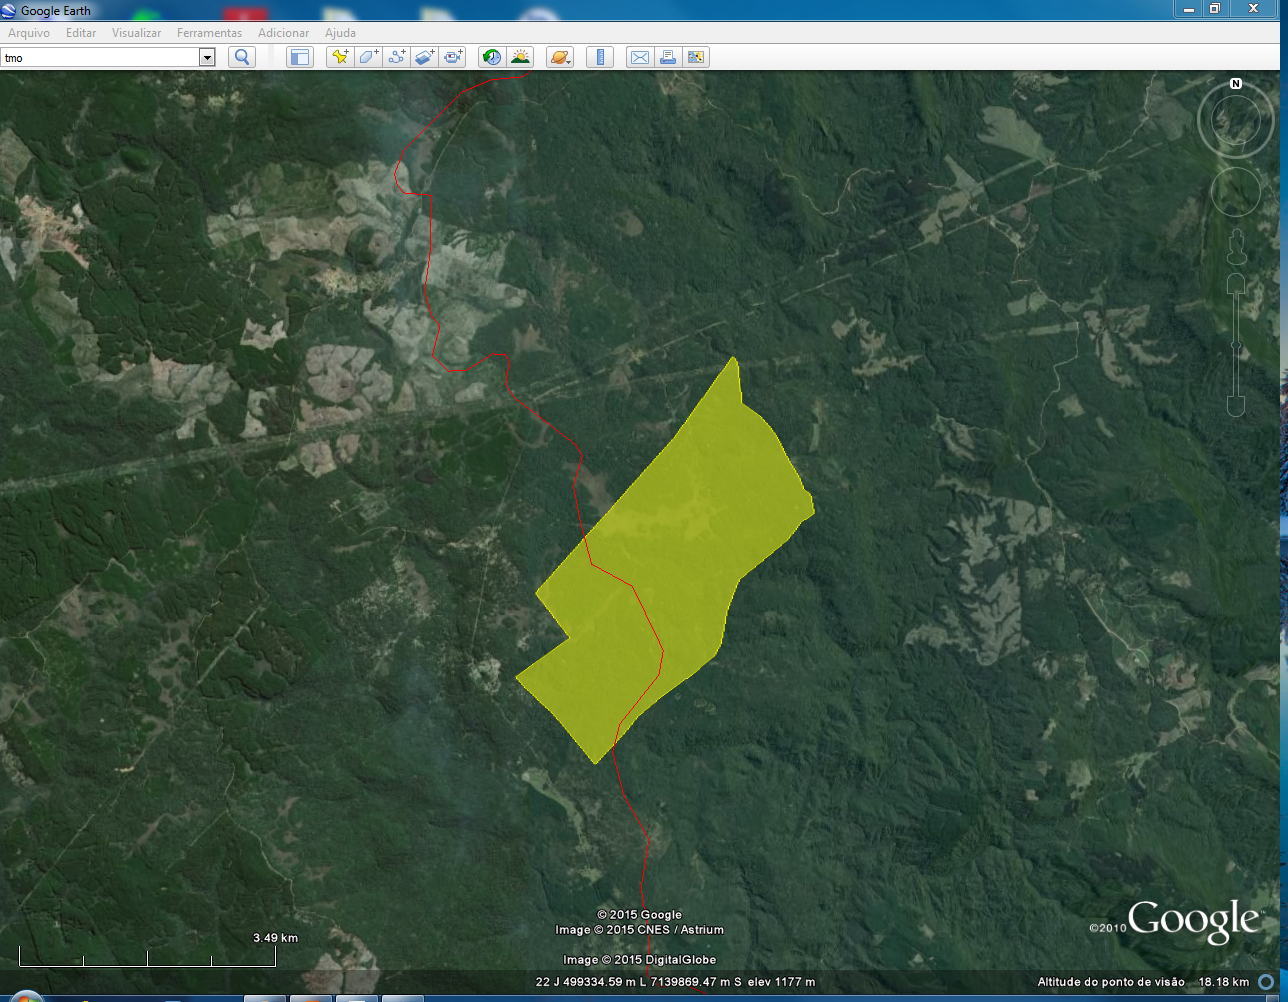 Google Earth
Arquivo Editar Visualizar Ferramentas Adicionar Ajuda
tmo
N
3.49 km
© 2015 Google
Image © 2015 CNES / Astrium
Image © 2015 DigitalGlobe
©2010 Google
22 J 499334.59 m L 7139869.47 m S elev 1177 m
Altitude do ponto de visão 18.18 km